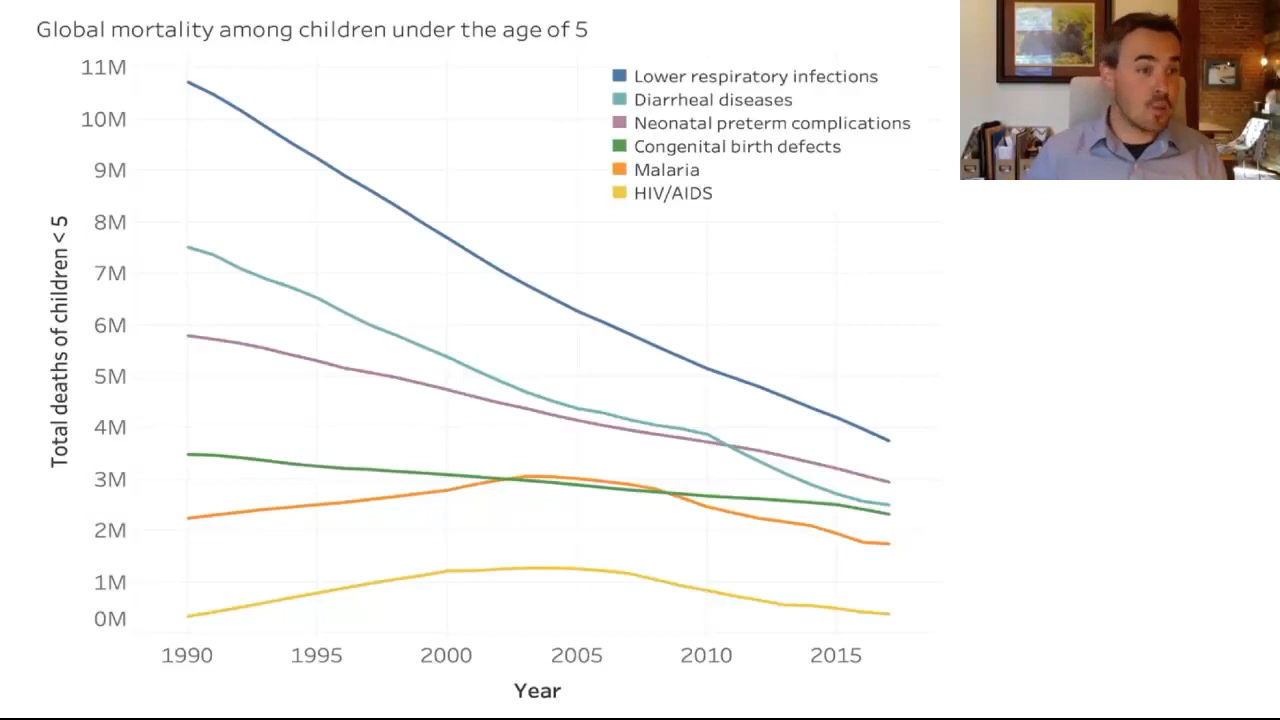 Global mortality among children under the age of 5
11M
10M
9M
8M
7M
6M
5M
4M
3M
2M
1M
0M
Total deaths of children < 5
Lower respiratory infections
Diarrheal diseases
Neonatal preterm complications
Congenital birth defects
Malaria
HIV/AIDS
1990 1995 2000 2005 2010 2015
Year